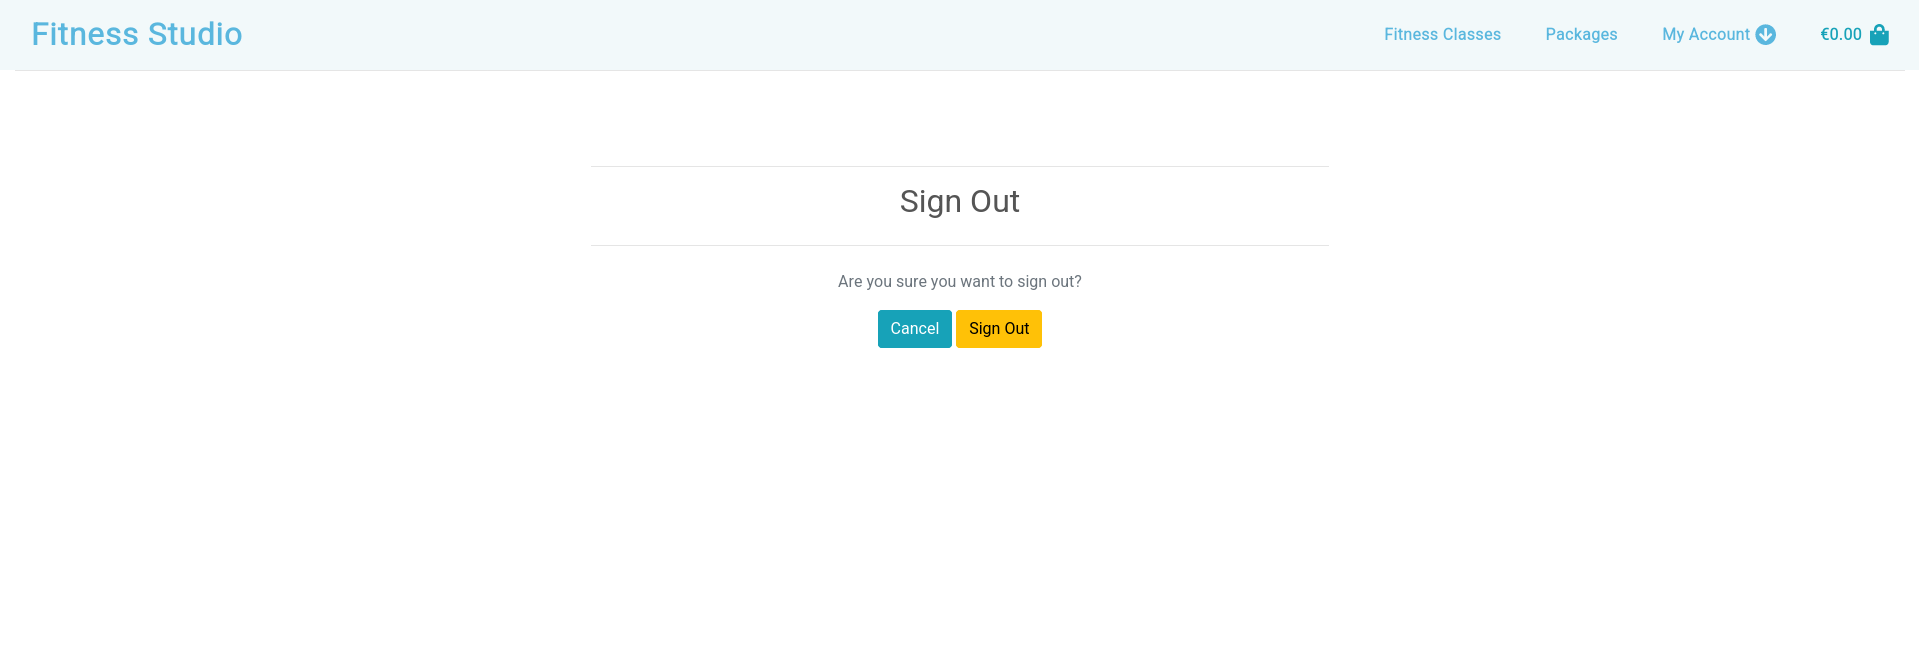 Fitness Studio
Fitness Classes
Packages
My Account
€0.00
Sign Out
Are you sure you want to sign out?
Cancel
Sign Out